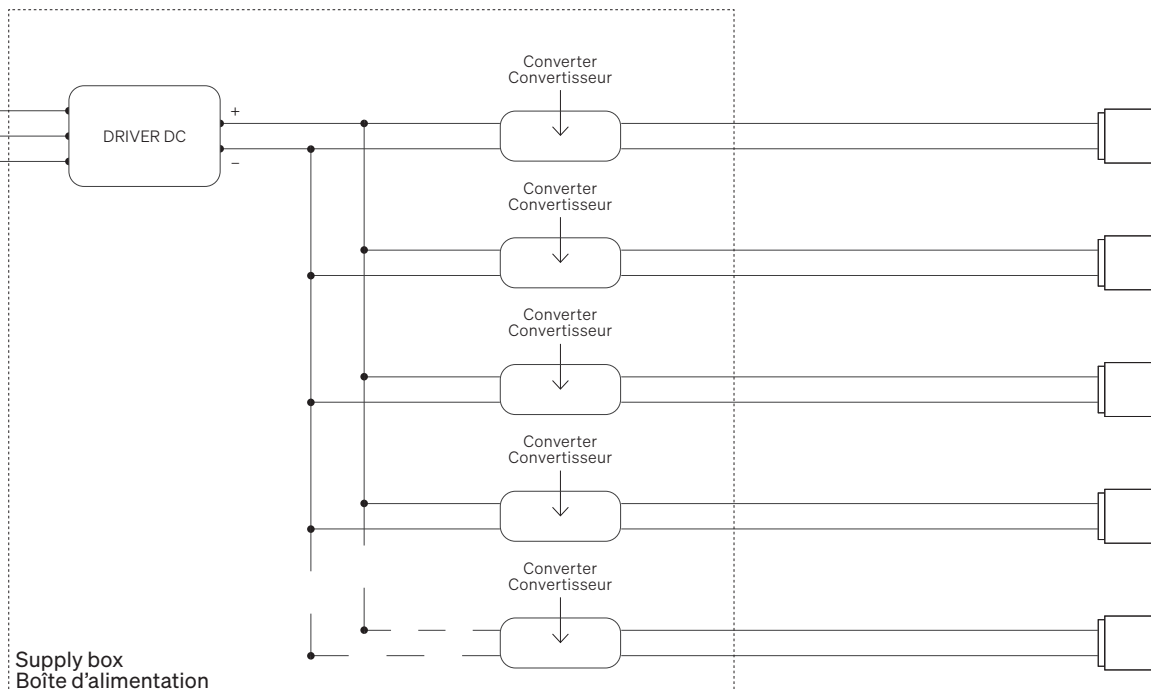 Converter
Convertisseur
+
DRIVER DC
–
Converter
Convertisseur
Converter
Convertisseur
Converter
Convertisseur
Converter
Convertisseur
Supply box
Boîte d'alimentation